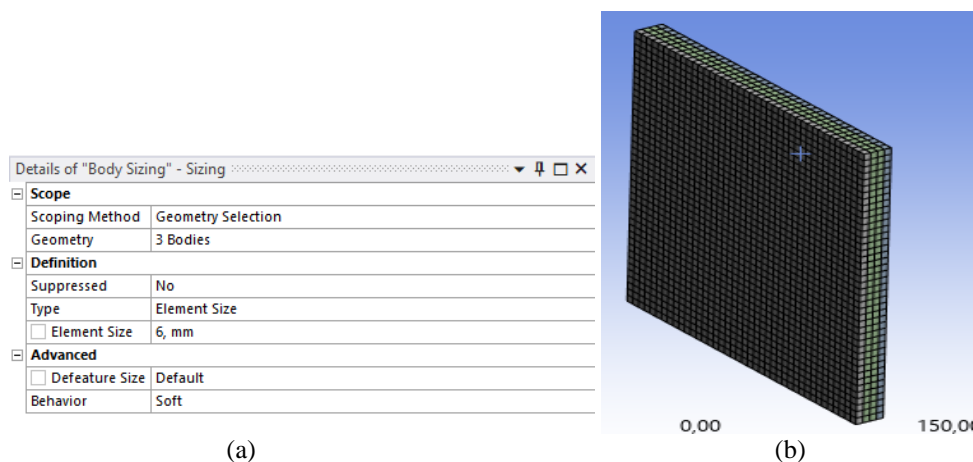 Details of "Body Sizing" - Sizing
Scope
Scoping Method Geometry Selection
Geometry 3 Bodies
Definition
Suppressed No
Type Element Size
Element Size 6, mm
Advanced
Defeature Size Default
Behavior Soft
(a)
0,00 150,00
(b)